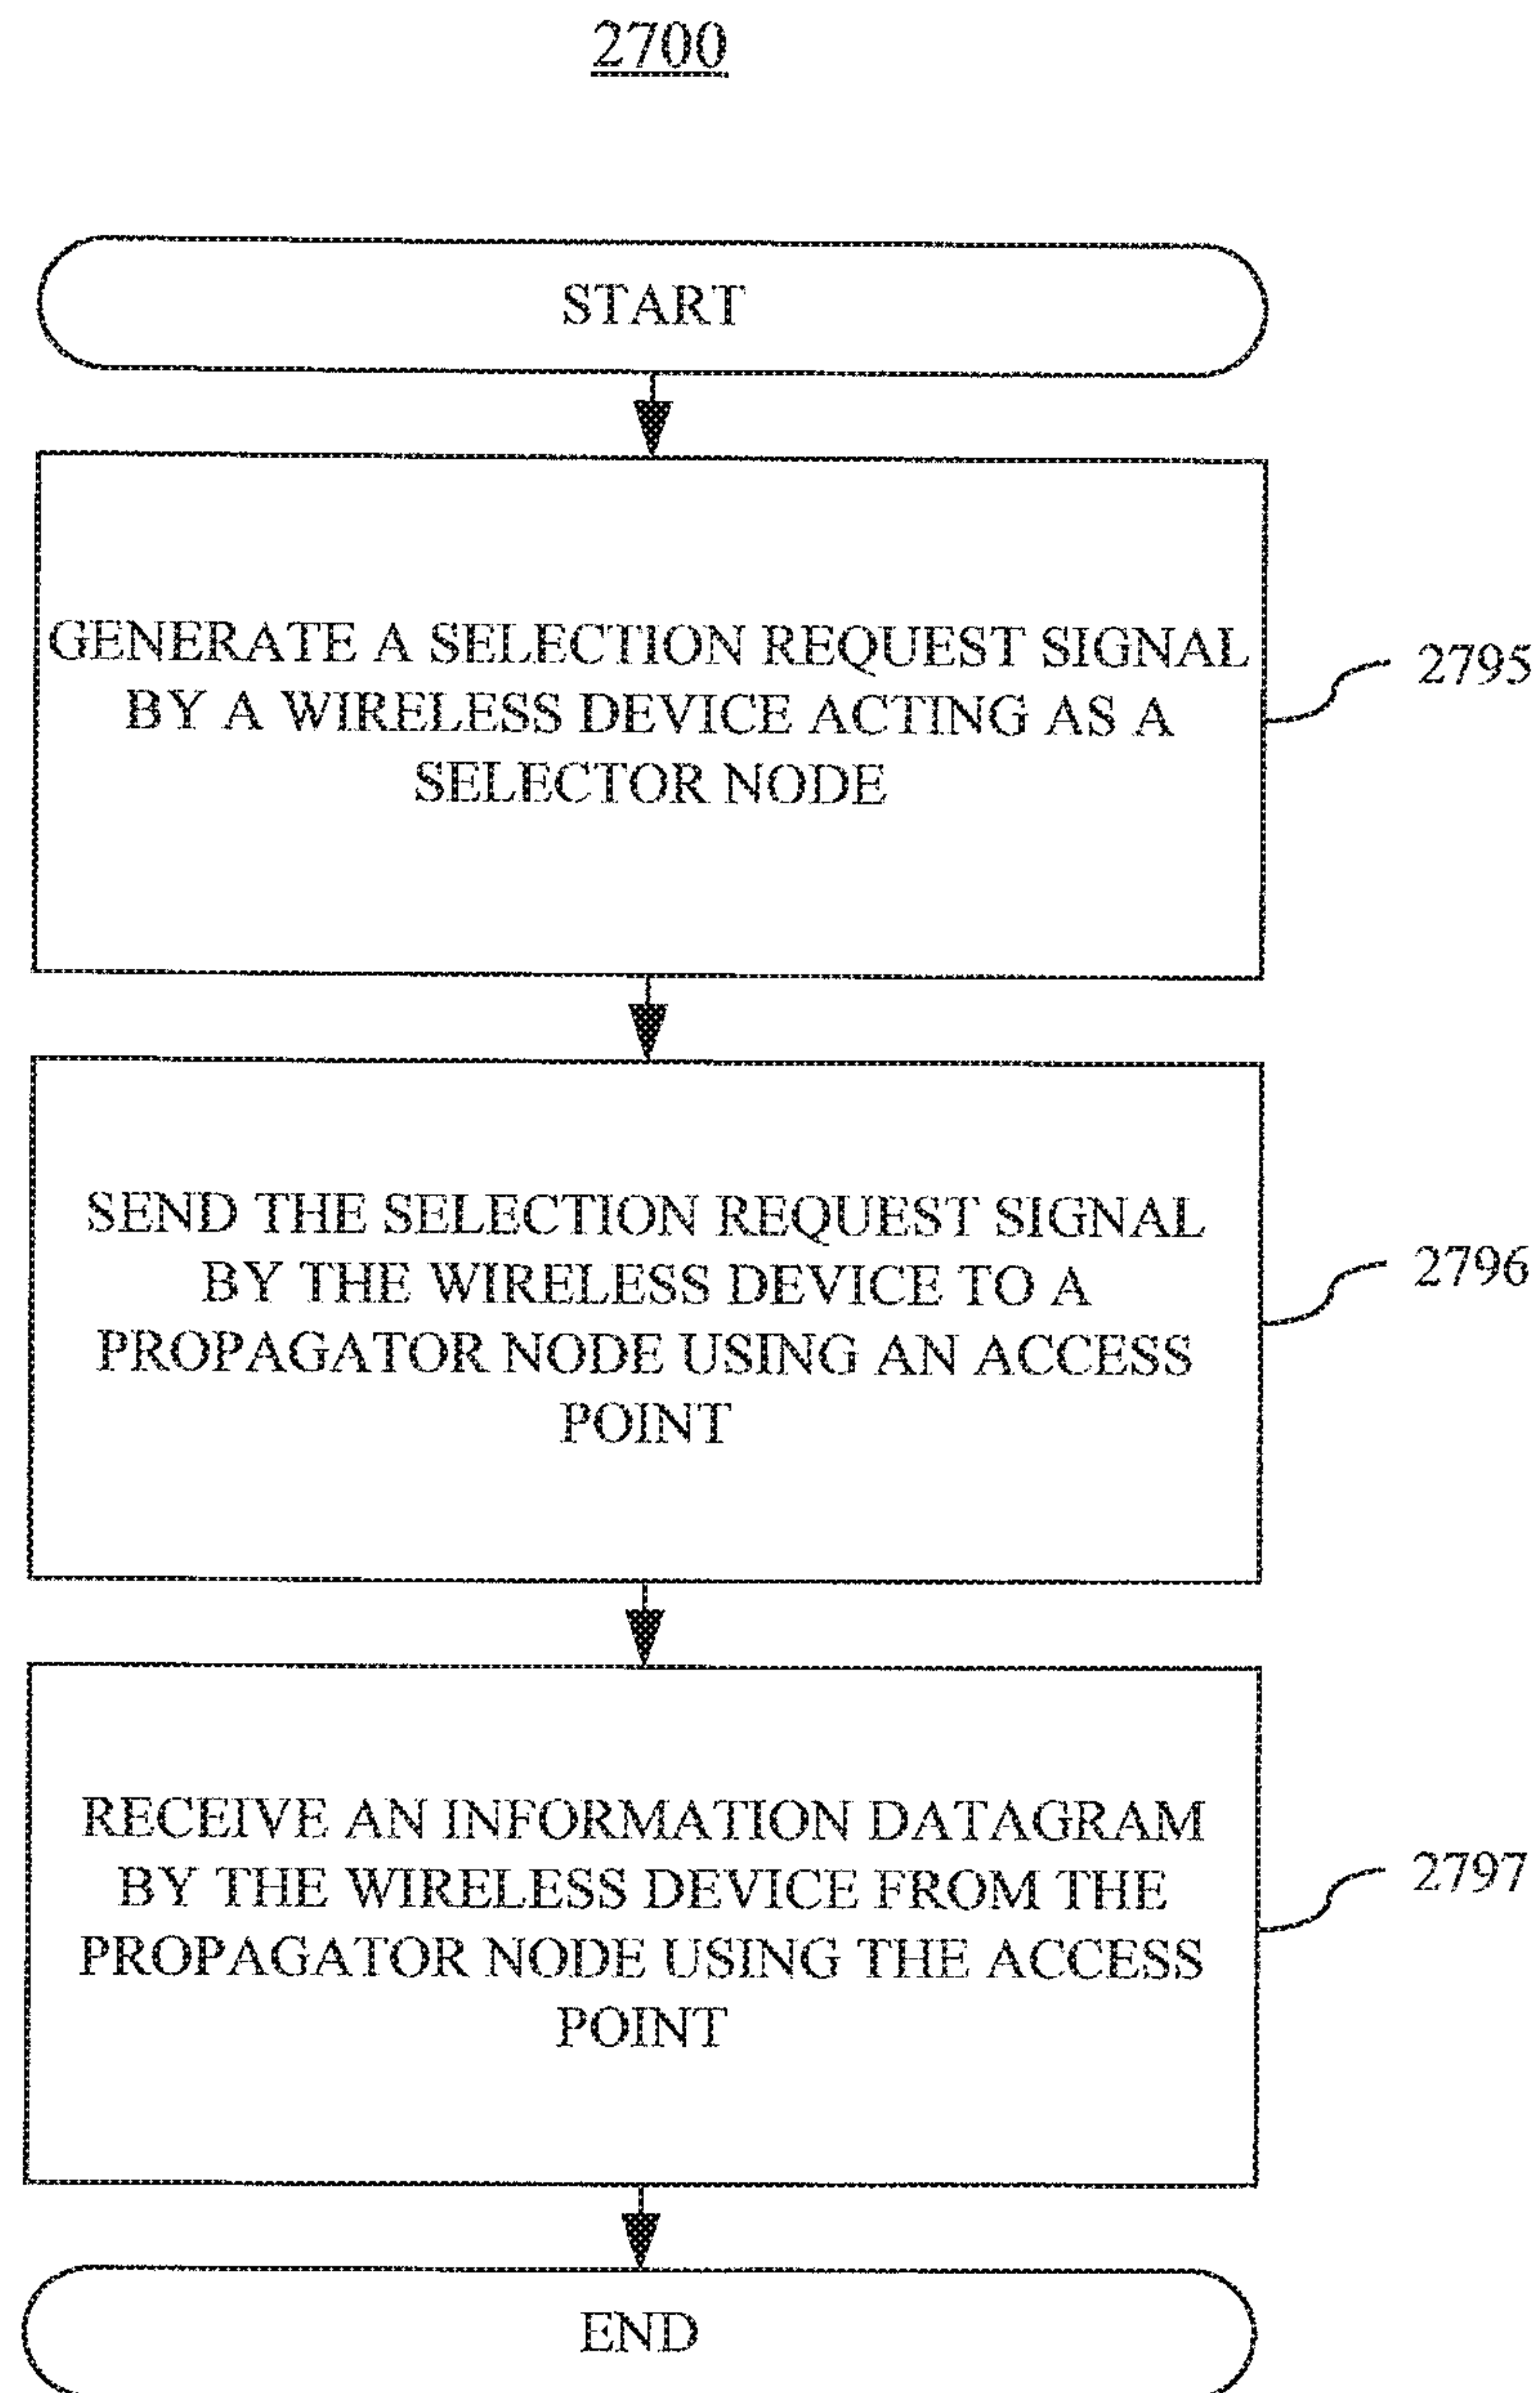 2700
START
GENERATE A SELECTION REQUEST SIGNAL
BY A WIRELESS DEVICE ACTING AS A
SELECTOR NODE
2795
SEND THE SELECTION REQUEST SIGNAL
BY THE WIRELESS DEVICE TO A
PROPAGATOR NODE USING AN ACCESS
POINT
2796
RECEIVE AN INFORMATION DATAGRAM
BY THE WIRELESS DEVICE FROM THE
PROPAGATOR NODE USING THE ACCESS
POINT
2797
END